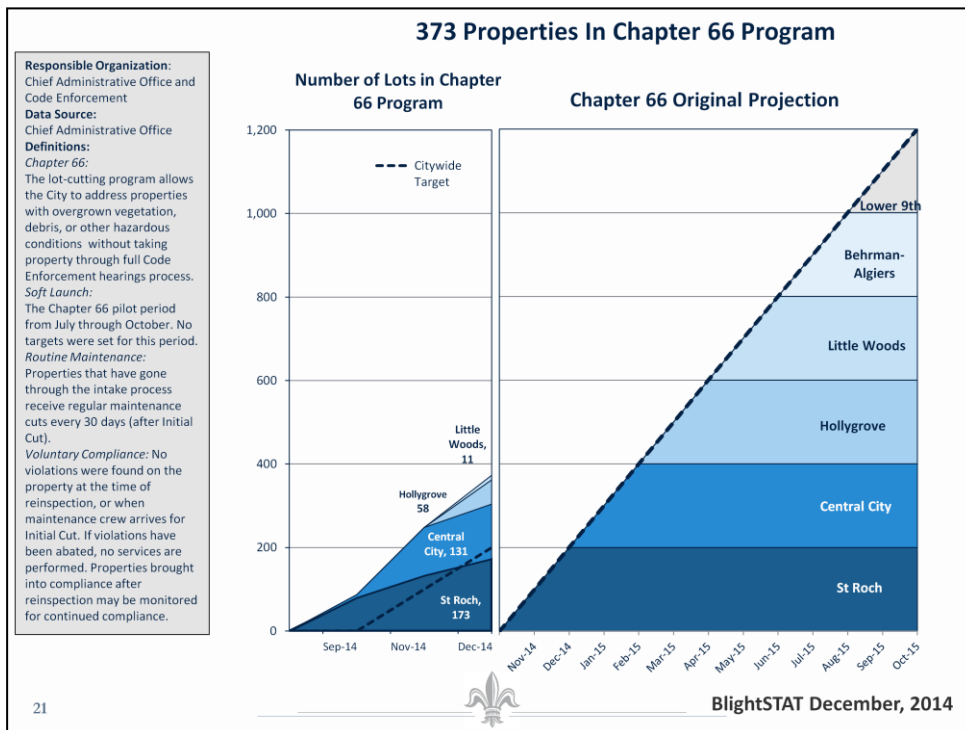 373 Properties In Chapter 66 Program
Responsible Organization:
Chief Administrative Office and
Code Enforcement
Data Source:
Chief Administrative Office
Definitions:
Chapter 66:
The lot-cutting program allows
the City to address properties
with overgrown vegetation,
debris, or other hazardous
conditions without taking
property through full Code
Enforcement hearings process.
Soft Launch:
The Chapter 66 pilot period
from July through October. No
targets were set for this period.
Routine Maintenance:
Properties that have gone
through the intake process
receive regular maintenance
cuts every 30 days (after Initial
Cut).
Voluntary Compliance: No
violations were found on the
property at the time of
reinspection, or when
maintenance crew arrives for
Initial Cut. If violations have
been abated, no services are
performed. Properties brought
into compliance after
reinspection may be monitored
for continued compliance.
Number of Lots in Chapter
66 Program
1,200
1,000
800
600
400
200
0
Citywide
Target
Little
Woods,
11
Hollygrove
58
Central
City, 131
St Roch,
173
Sep-14
Nov-14
Dec-14
Chapter 66 Original Projection
Lower 9th
Behrman-
Algiers
Little Woods
Hollygrove
Central City
St Roch
Nov-14
Dec-14
Jan-15
Feb-15
Mar-15
Apr-15
May-15
Jun-15
Jul-15
Aug-15
Sep-15
Oct-15
21
BlightSTAT December, 2014